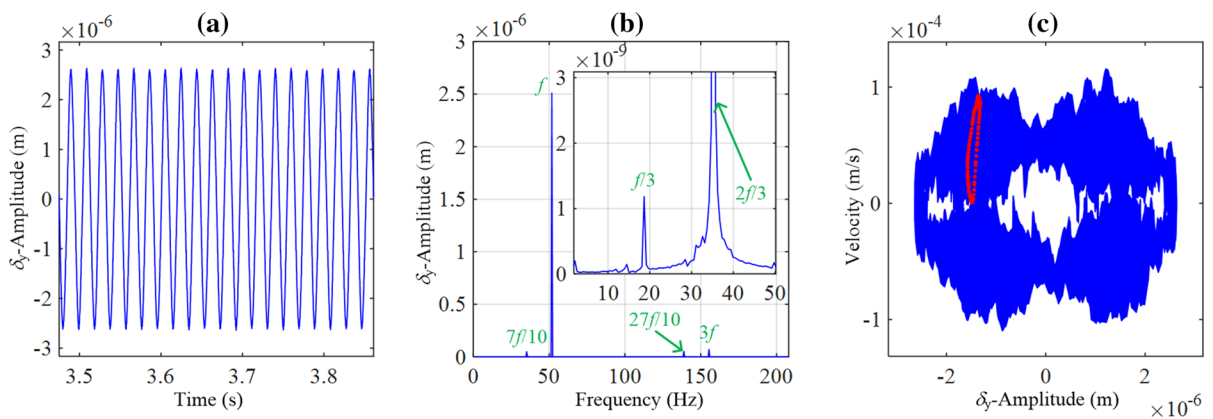 (a)
×10⁻⁶
3
2
1
0
-1
-2
-3
δy-Amplitude (m)
3.5 3.6 3.7 3.8
Time (s)
(b)
×10⁻⁶
3
2.5
2.0
1.5
1.0
0.5
0
δy-Amplitude (m)
0 50 100 150 200
Frequency (Hz)
f
7f/10
27f/10
3f
×10⁻⁹
3
2
1
0
10 20 30 40 50
f/3
2f/3
(c)
×10⁻⁴
1
0
-1
Velocity (m/s)
-2 0 2
δy-Amplitude (m)
×10⁻⁶